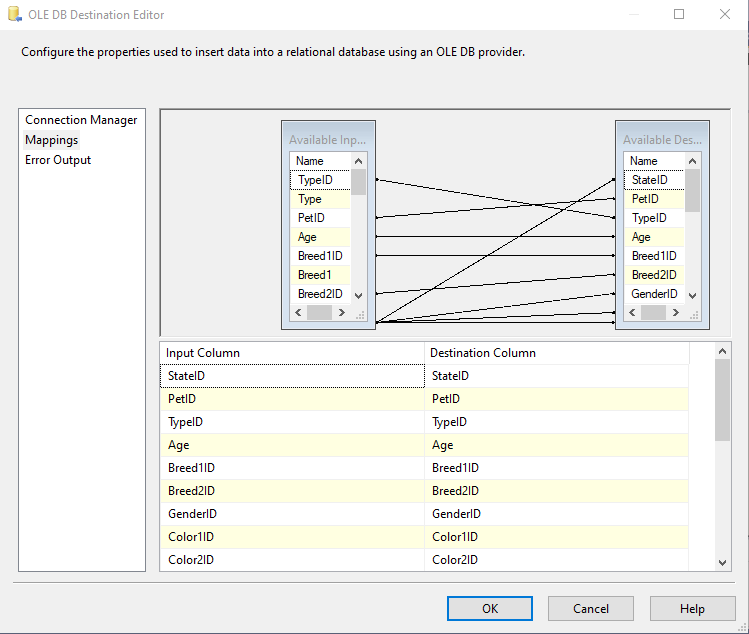 OLE DB Destination Editor
Configure the properties used to insert data into a relational database using an OLE DB provider.
Connection Manager
Mappings
Error Output
Available Inp...
Name
TypeID
Type
PetID
Age
Breed1ID
Breed1
Breed2ID
Available Des...
Name
StateID
PetID
TypeID
Age
Breed1ID
Breed2ID
GenderID
Input Column Destination Column
StateID StateID
PetID PetID
TypeID TypeID
Age Age
Breed1ID Breed1ID
Breed2ID Breed2ID
GenderID GenderID
Color1ID Color1ID
Color2ID Color2ID
OK Cancel Help